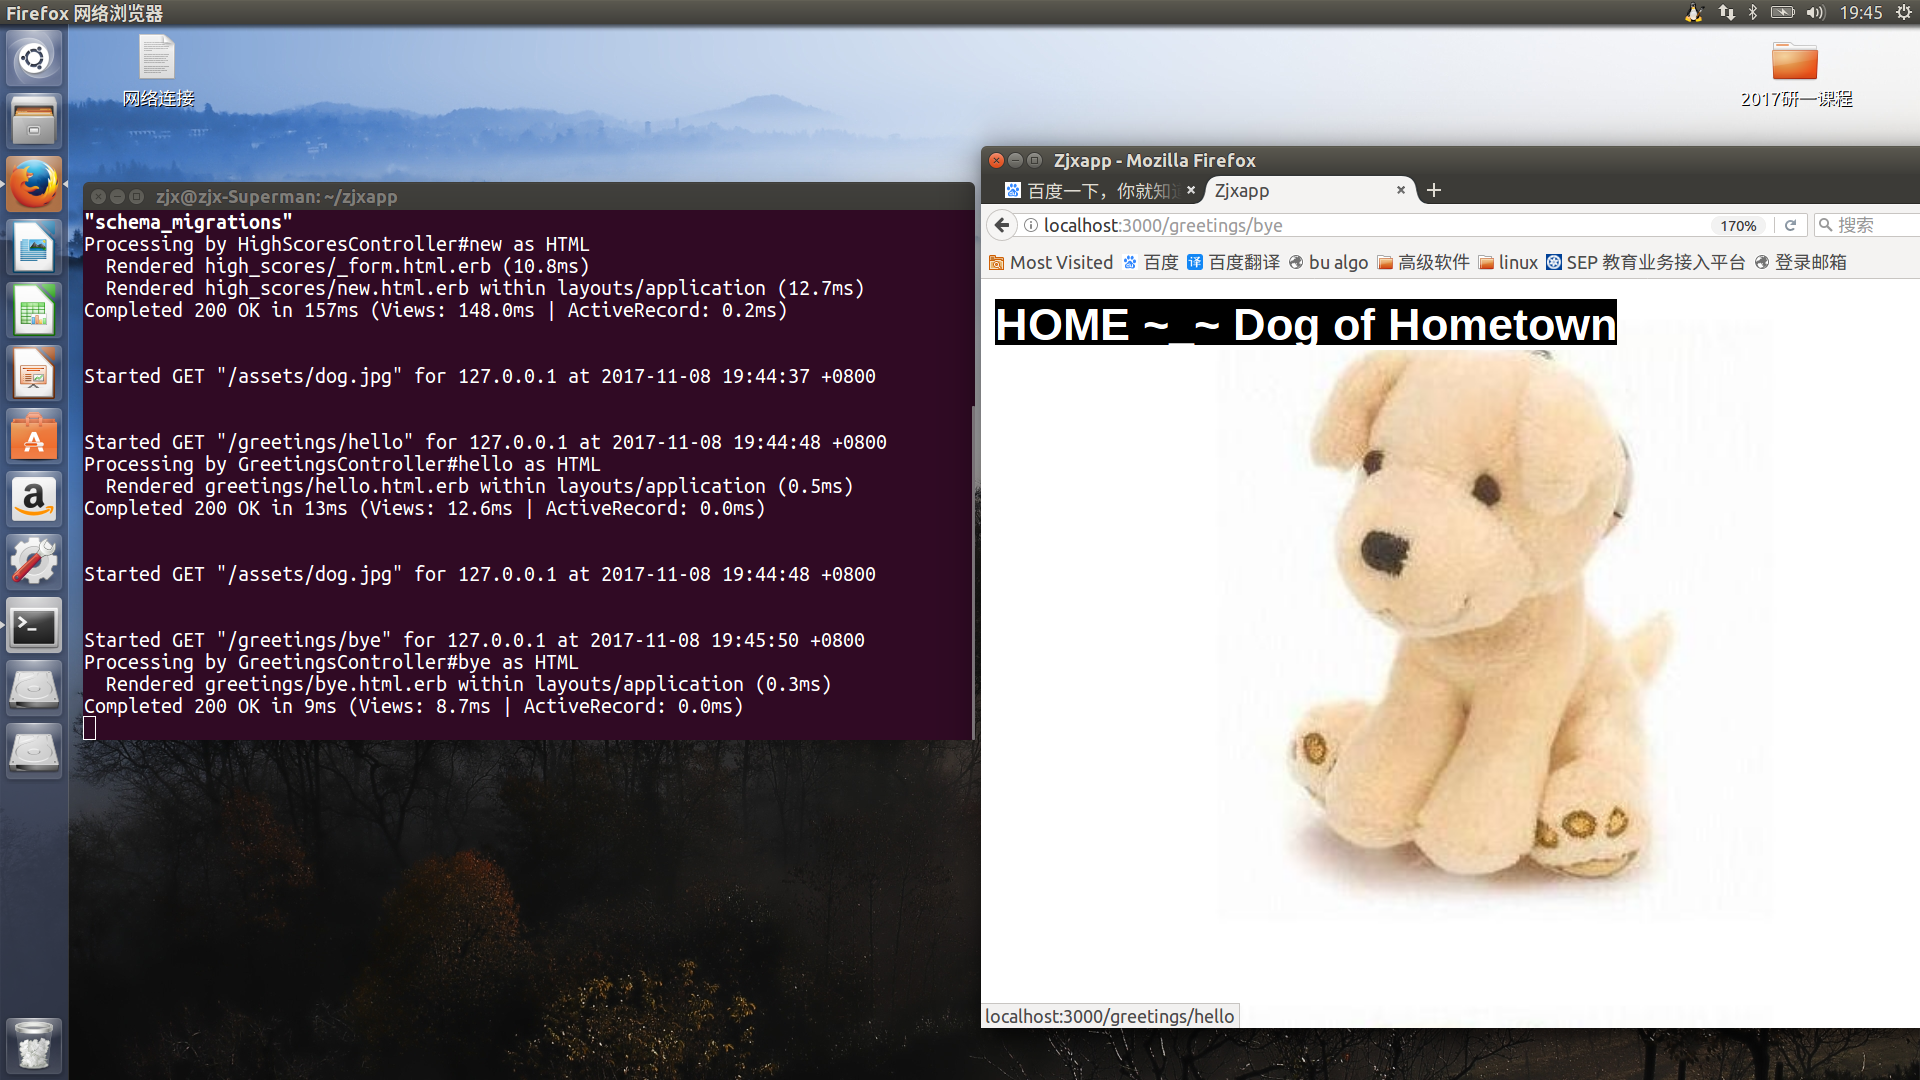 Firefox 网络浏览器
19:45
网络连接
2017研一课程
zjx@zjx-Superman: ~/zjxapp
"schema_migrations"
Processing by HighScoresController#new as HTML
Rendered high_scores/_form.html.erb (10.8ms)
Rendered high_scores/new.html.erb within layouts/application (12.7ms)
Completed 200 OK in 157ms (Views: 148.0ms | ActiveRecord: 0.2ms)
Started GET "/assets/dog.jpg" for 127.0.0.1 at 2017-11-08 19:44:37 +0800
Started GET "/greetings/hello" for 127.0.0.1 at 2017-11-08 19:44:48 +0800
Processing by GreetingsController#hello as HTML
Rendered greetings/hello.html.erb within layouts/application (0.5ms)
Completed 200 OK in 13ms (Views: 12.6ms | ActiveRecord: 0.0ms)
Started GET "/assets/dog.jpg" for 127.0.0.1 at 2017-11-08 19:44:48 +0800
Started GET "/greetings/bye" for 127.0.0.1 at 2017-11-08 19:45:50 +0800
Processing by GreetingsController#bye as HTML
Rendered greetings/bye.html.erb within layouts/application (0.3ms)
Completed 200 OK in 9ms (Views: 8.7ms | ActiveRecord: 0.0ms)
Zjxapp - Mozilla Firefox
百度一下，你就知道 Zjxapp
localhost:3000/greetings/bye 170% 搜索
Most Visited 百度 百度翻译 bu algo 高级软件 linux SEP 教育业务接入平台 登录邮箱
HOME ~_~ Dog of Hometown
localhost:3000/greetings/hello